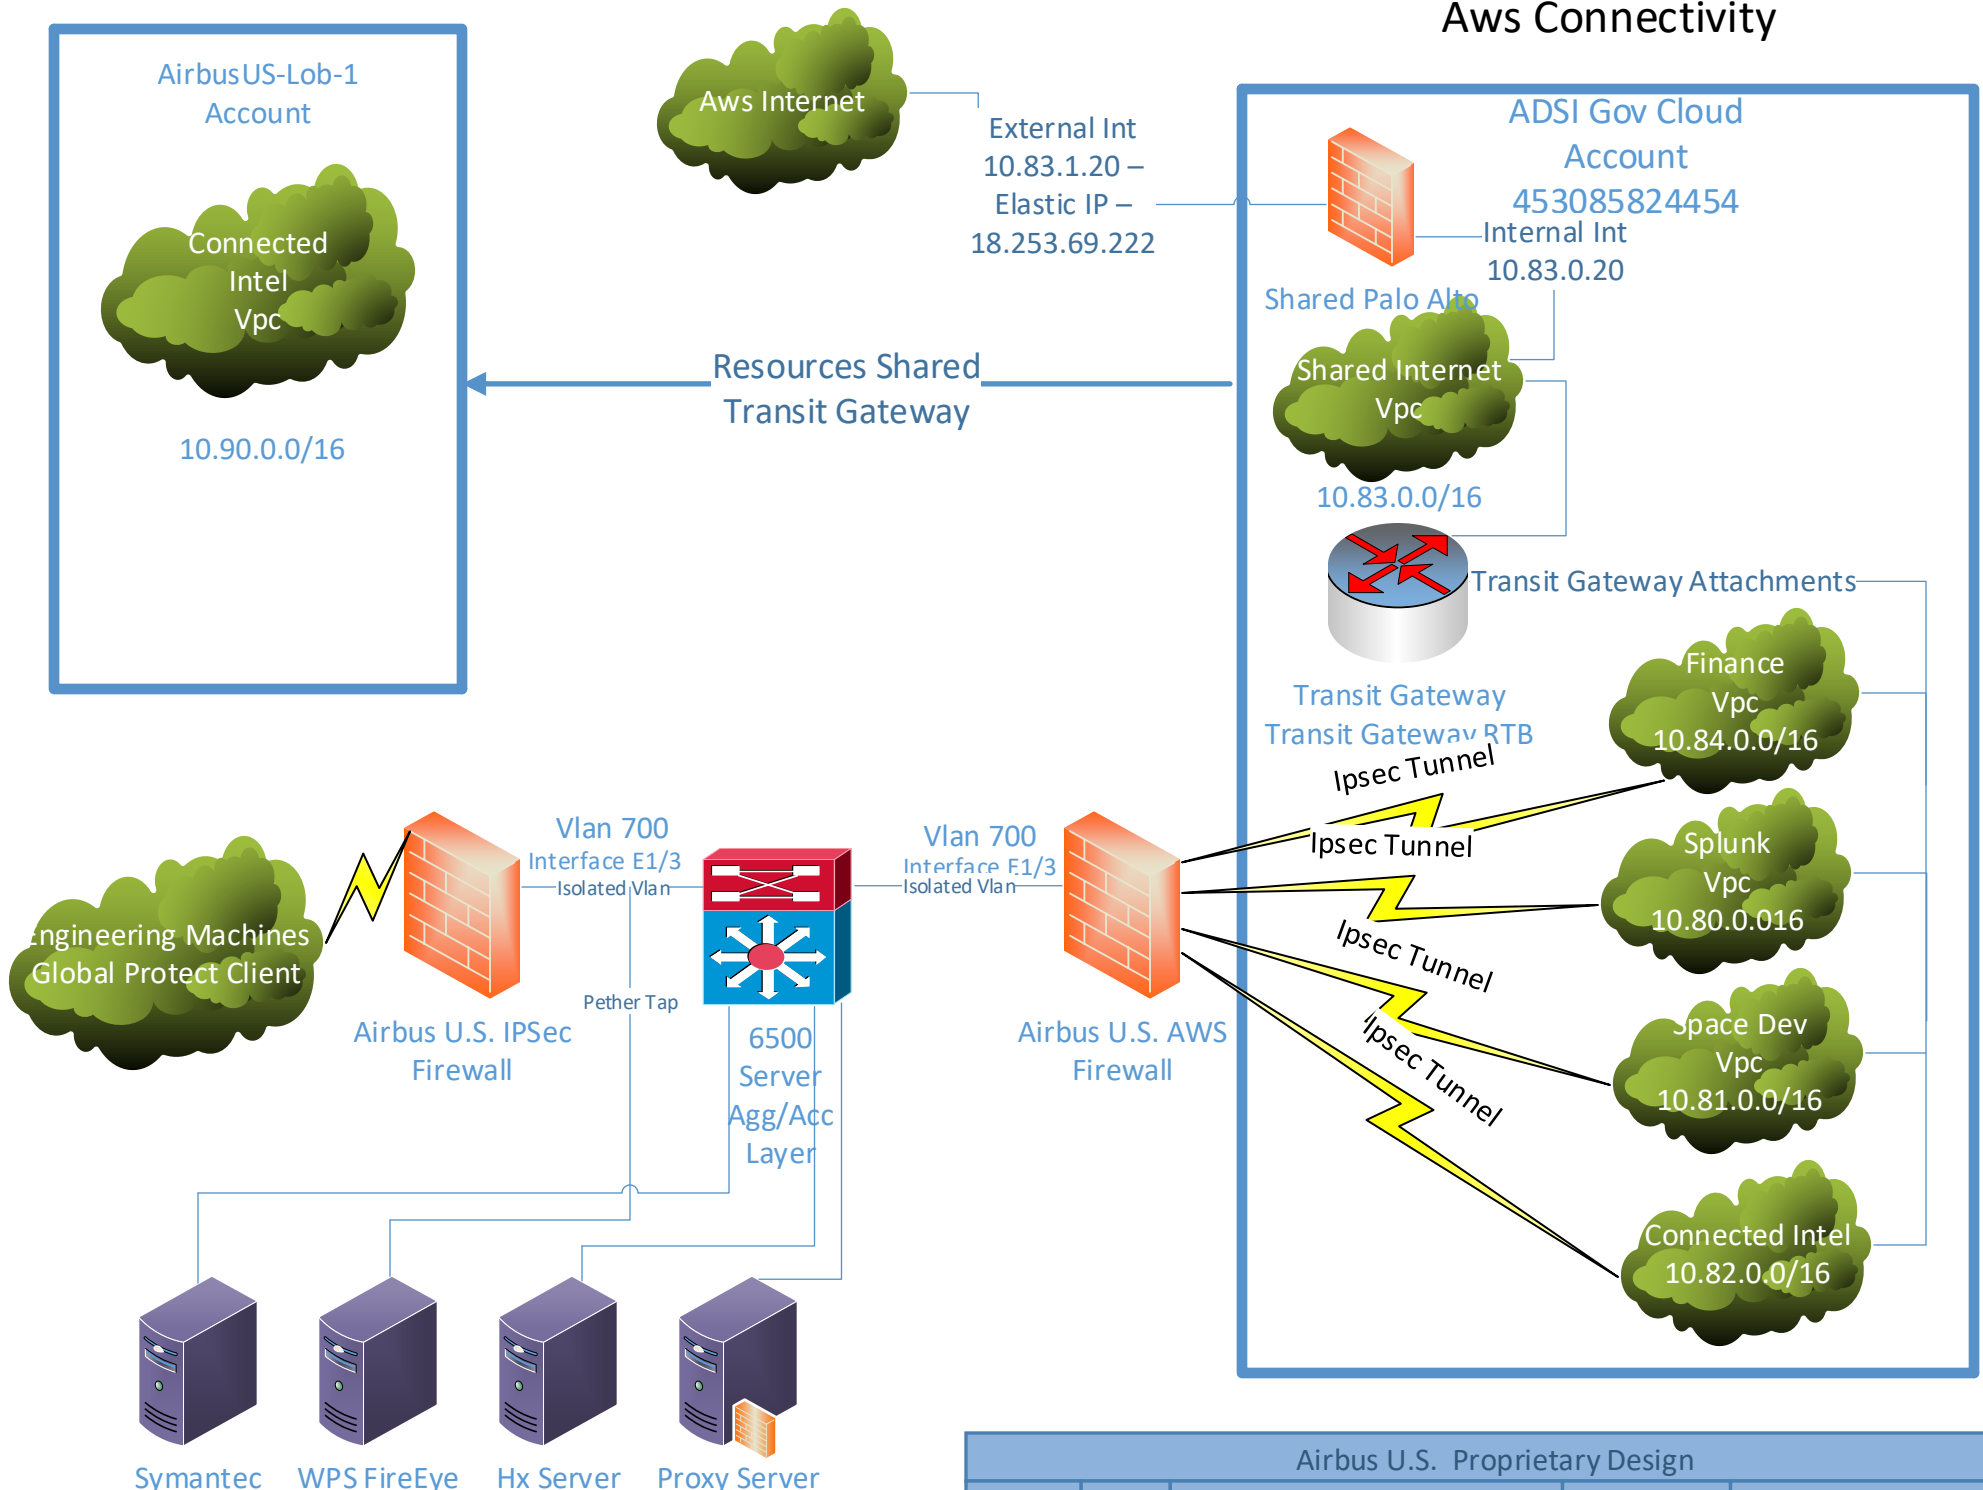 Aws Connectivity
AirbusUS-Lob-1
Account
Connected
Intel
Vpc
10.90.0.0/16
Aws Internet
External Int
10.83.1.20 –
Elastic IP –
18.253.69.222
ADSI Gov Cloud
Account
453085824454
Internal Int
10.83.0.20
Shared Palo Alto
Shared Internet
Vpc
10.83.0.0/16
Resources Shared
Transit Gateway
Transit Gateway Attachments
Transit Gateway
Transit Gateway RTB
Finance
Vpc
10.84.0.0/16
Ipsec Tunnel
Ipsec Tunnel
Ipsec Tunnel
Ipsec Tunnel
Splunk
Vpc
10.80.0.016
Space Dev
Vpc
10.81.0.0/16
Connected Intel
10.82.0.0/16
Engineering Machines
Global Protect Client
Airbus U.S. IPSec
Firewall
Vlan 700
Interface E1/3
Isolated Vlan
Pether Tap
6500
Server
Agg/Acc
Layer
Vlan 700
Interface E1/3
Isolated Vlan
Airbus U.S. AWS
Firewall
Symantec
WPS FireEye
Hx Server
Proxy Server
Airbus U.S. Proprietary Design